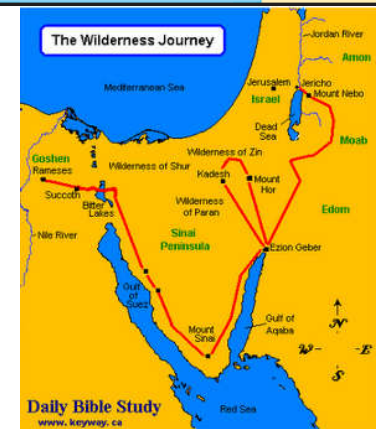 The Wilderness Journey
Jordan River
Amon
Mediterranean Sea
Jerusalem
Jericho
Israel
Mount Nebo
Dead
Sea
Moab
Goshen
Rameses
Wilderness of Shur
Wilderness of Zin
Kadesh
Mount
Hor
Succoth
Bitter
Lakes
Wilderness
of Paran
Edom
Sinai
Peninsula
Nile River
Ezion Geber
Gulf
of
Suez
Mount
Sinai
Gulf of
Aqaba
N
W
E
S
Daily Bible Study
www.keyway.ca
Red Sea